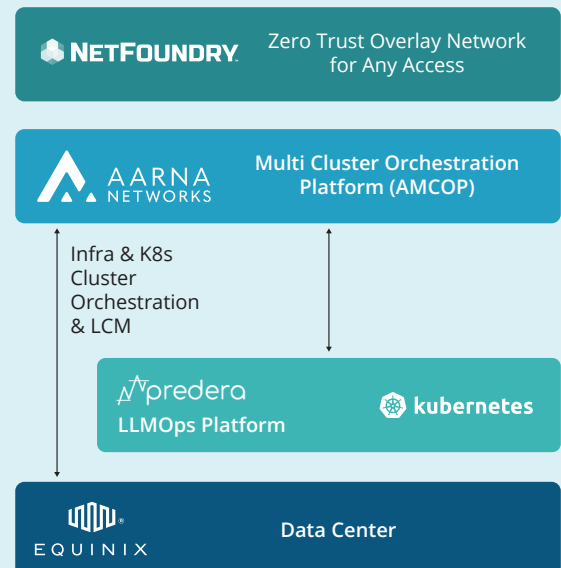 NETFOUNDRY
Zero Trust Overlay Network
for Any Access
AARNA
NETWORKS
Multi Cluster Orchestration
Platform (AMCOP)
Infra & K8s
Cluster
Orchestration
& LCM
predera
LLMOps Platform
kubernetes
EQUINIX
Data Center